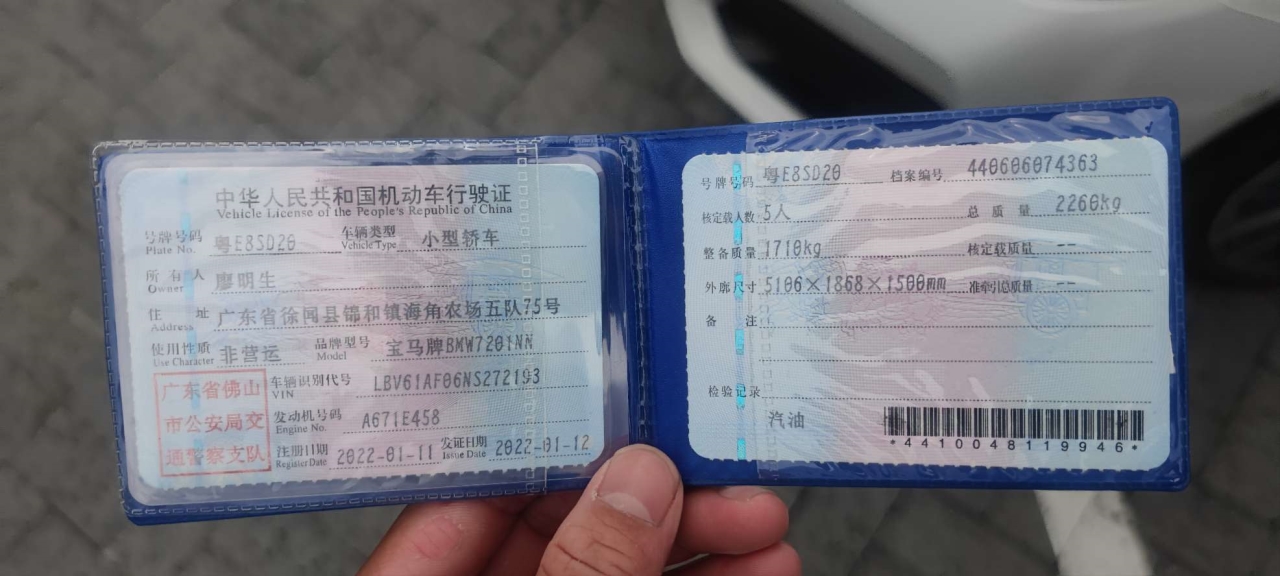 中华人民共和国机动车行驶证
Vehicle License of the People's Republic of China
号牌号码 粤E8SD20 车辆类型 小型轿车
Plate No. Vehicle Type
所有人 廖明生
Owner
住址 广东省徐闻县锦和镇海角农场五队75号
Address
使用性质 非营运 品牌型号 宝马牌BMW7201NN
Use Character Model
广东省佛山
市公安局交
通警察支队
车辆识别代号 LBV61AF06NS272193
VIN
发动机号码 A671E458
Engine No.
注册日期 2022-01-11 发证日期 2022-01-12
Register Date Issue Date
号牌号码 粤E8SD20 档案编号 440606074363
核定载人数 5人 总质量 2260kg
整备质量 1710kg 核定载质量 --
外廓尺寸 5106×1868×1500mm 准牵引总质量 --
备注
检验记录
汽油
*4410048119946*